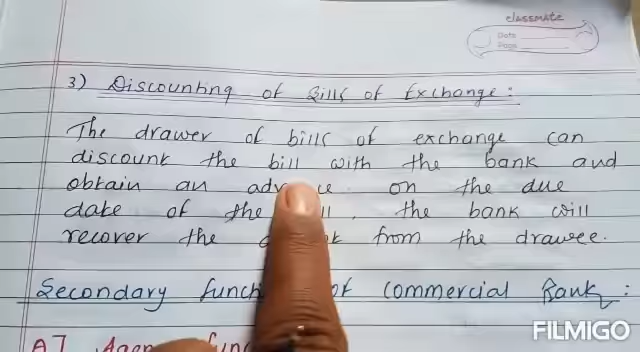 classmate
Date
Page
3) Discounting of Bills of Exchange :
The drawer of bills of exchange can
discount the bill with the bank and
obtain an on the due
date of the the bank will
recover the from the drawee.
Secondary of Commercial Bank :
A]
FILMIGO